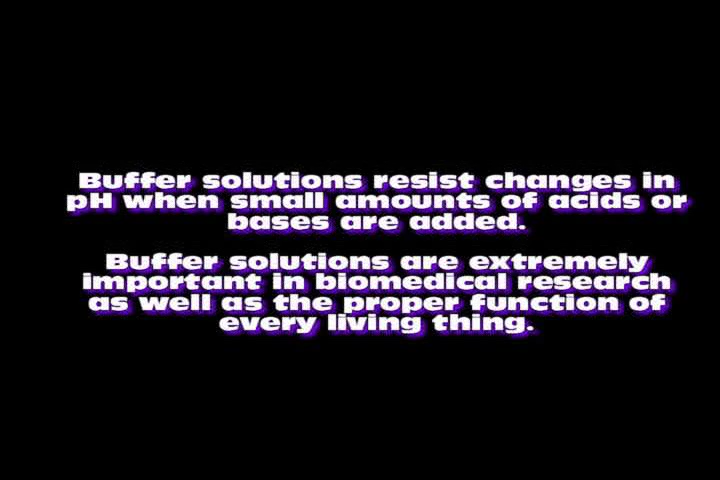 Buffer solutions resist changes in
pH when small amounts of acids or
bases are added.
Buffer solutions are extremely
important in biomedical research
as well as the proper function of
every living thing.